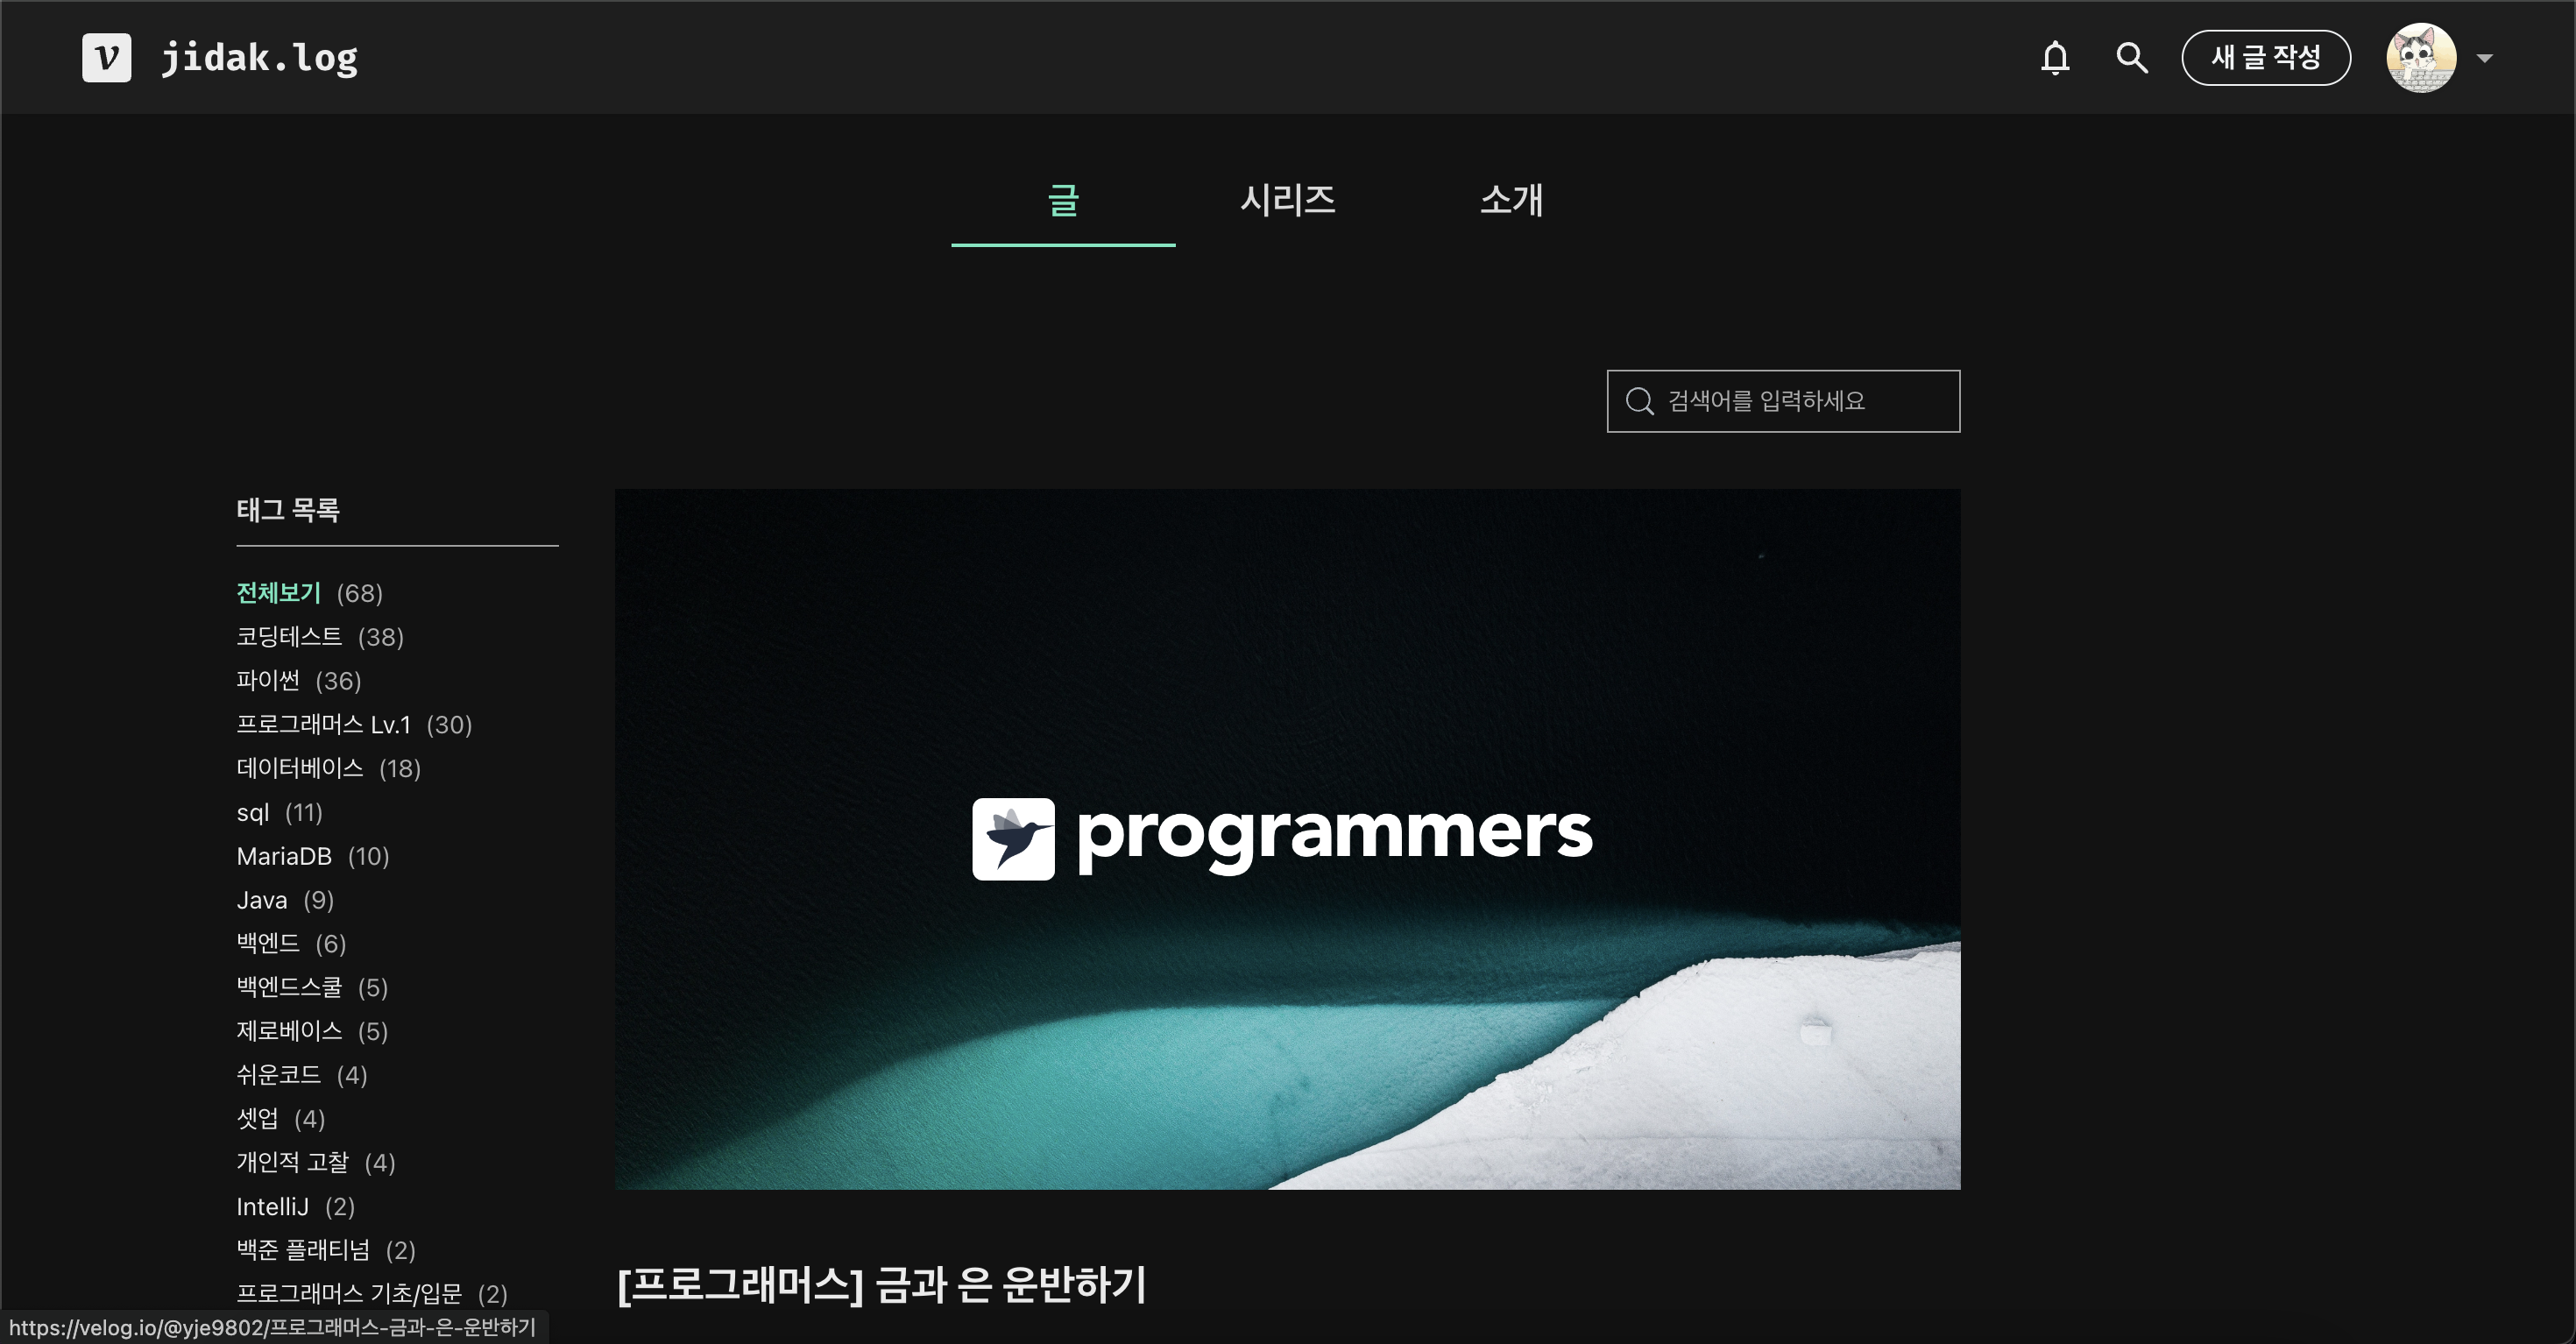 v jidak.log
새 글 작성
글 시리즈 소개
검색어를 입력하세요
태그 목록
전체보기 (68)
코딩테스트 (38)
파이썬 (36)
프로그래머스 Lv.1 (30)
데이터베이스 (18)
sql (11)
MariaDB (10)
Java (9)
백엔드 (6)
백엔드스쿨 (5)
제로베이스 (5)
쉬운코드 (4)
셋업 (4)
개인적 고찰 (4)
IntelliJ (2)
백준 플래티넘 (2)
프로그래머스 기초/입문 (2)
programmers
[프로그래머스] 금과 은 운반하기
https://velog.io/@yje9802/프로그래머스-금과-은-운반하기